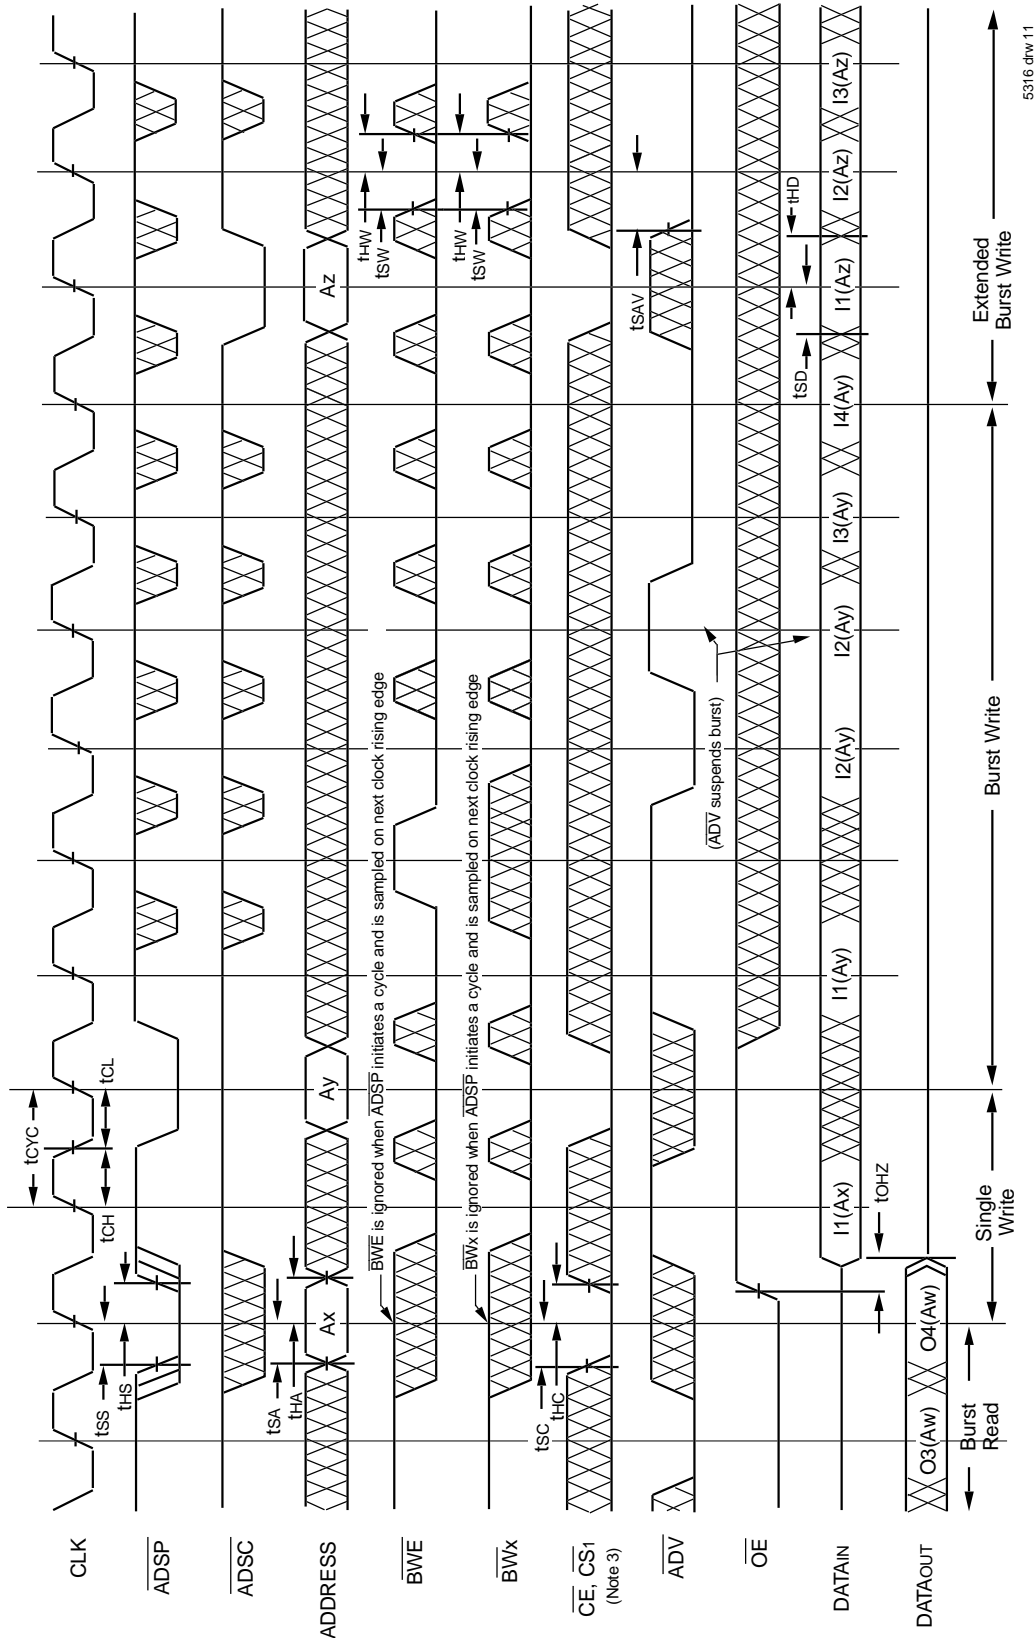 CLK
tCYC
tCH
tCL
tSS
tHS
ADSP
ADSC
ADDRESS
tSA
tHA
Ax
Ay
Az
BWE
BWE is ignored when ADSP initiates a cycle and is sampled on next clock rising edge
tHW
tSW
BWx
BWx is ignored when ADSP initiates a cycle and is sampled on next clock rising edge
tHW
tSW
CE, CS1
(Note 3)
tSC
tHC
ADV
tSAV
(ADV suspends burst)
OE
DATAIN
I1(Ax)
I1(Ay)
I2(Ay)
I2(Ay)
I3(Ay)
I4(Ay)
I1(Az)
I2(Az)
I3(Az)
tSD
tHD
tOHZ
DATAOUT
O3(Aw)
O4(Aw)
Burst
Read
Single
Write
Burst Write
Extended
Burst Write
5316 drw 11